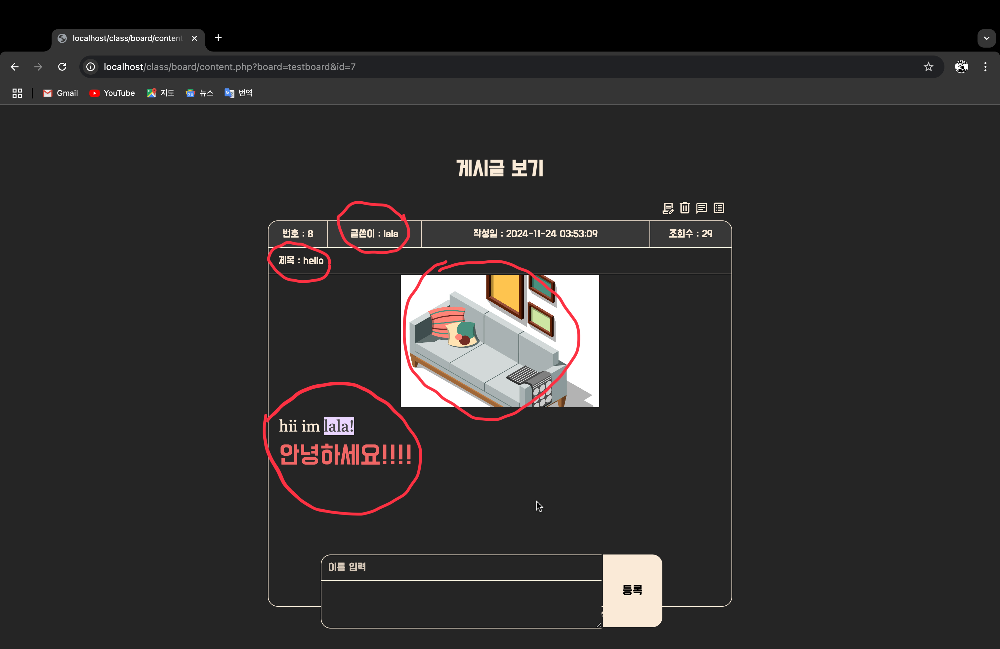 localhost/class/board/content
localhost/class/board/content.php?board=testboard&id=7
Gmail YouTube 지도 뉴스 번역
게시글 보기
번호 : 8 글쓴이 : lala 작성일 : 2024-11-24 03:53:09 조회수 : 29
제목 : hello
hii im lala!
안녕하세요!!!!
이름 입력
등록